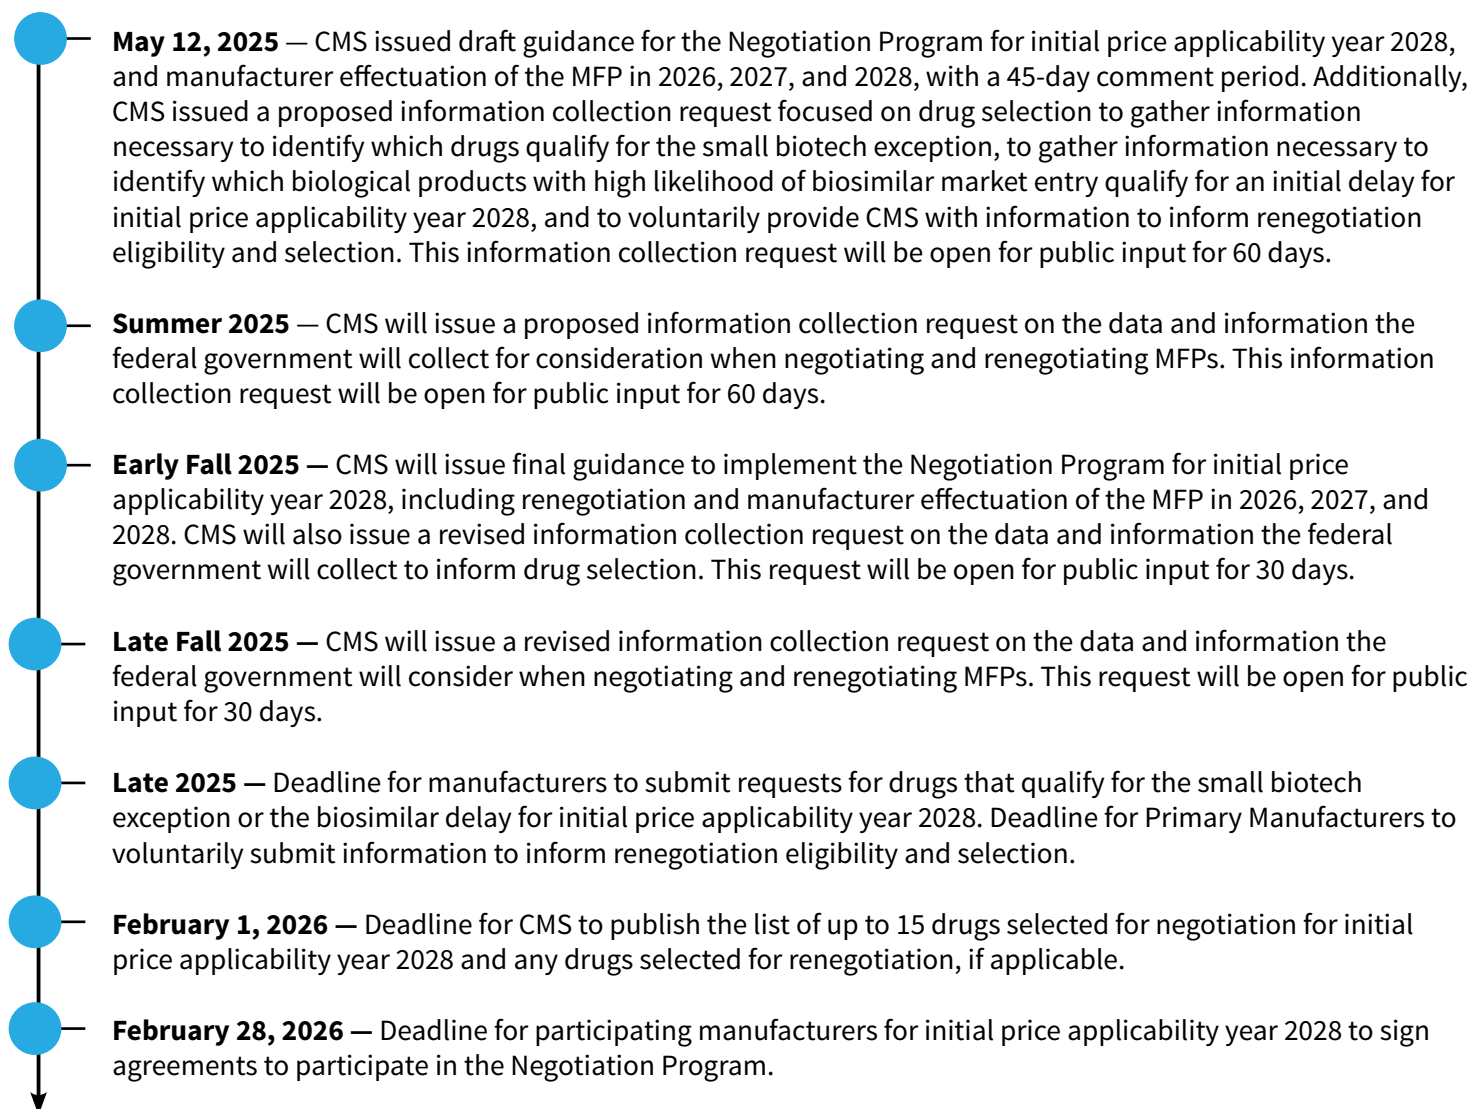 May 12, 2025 — CMS issued draft guidance for the Negotiation Program for initial price applicability year 2028,
and manufacturer effectuation of the MFP in 2026, 2027, and 2028, with a 45-day comment period. Additionally,
CMS issued a proposed information collection request focused on drug selection to gather information
necessary to identify which drugs qualify for the small biotech exception, to gather information necessary to
identify which biological products with high likelihood of biosimilar market entry qualify for an initial delay for
initial price applicability year 2028, and to voluntarily provide CMS with information to inform renegotiation
eligibility and selection. This information collection request will be open for public input for 60 days.
Summer 2025 — CMS will issue a proposed information collection request on the data and information the
federal government will collect for consideration when negotiating and renegotiating MFPs. This information
collection request will be open for public input for 60 days.
Early Fall 2025 — CMS will issue final guidance to implement the Negotiation Program for initial price
applicability year 2028, including renegotiation and manufacturer effectuation of the MFP in 2026, 2027, and
2028. CMS will also issue a revised information collection request on the data and information the federal
government will collect to inform drug selection. This request will be open for public input for 30 days.
Late Fall 2025 — CMS will issue a revised information collection request on the data and information the
federal government will consider when negotiating and renegotiating MFPs. This request will be open for public
input for 30 days.
Late 2025 — Deadline for manufacturers to submit requests for drugs that qualify for the small biotech
exception or the biosimilar delay for initial price applicability year 2028. Deadline for Primary Manufacturers to
voluntarily submit information to inform renegotiation eligibility and selection.
February 1, 2026 — Deadline for CMS to publish the list of up to 15 drugs selected for negotiation for initial
price applicability year 2028 and any drugs selected for renegotiation, if applicable.
February 28, 2026 — Deadline for participating manufacturers for initial price applicability year 2028 to sign
agreements to participate in the Negotiation Program.